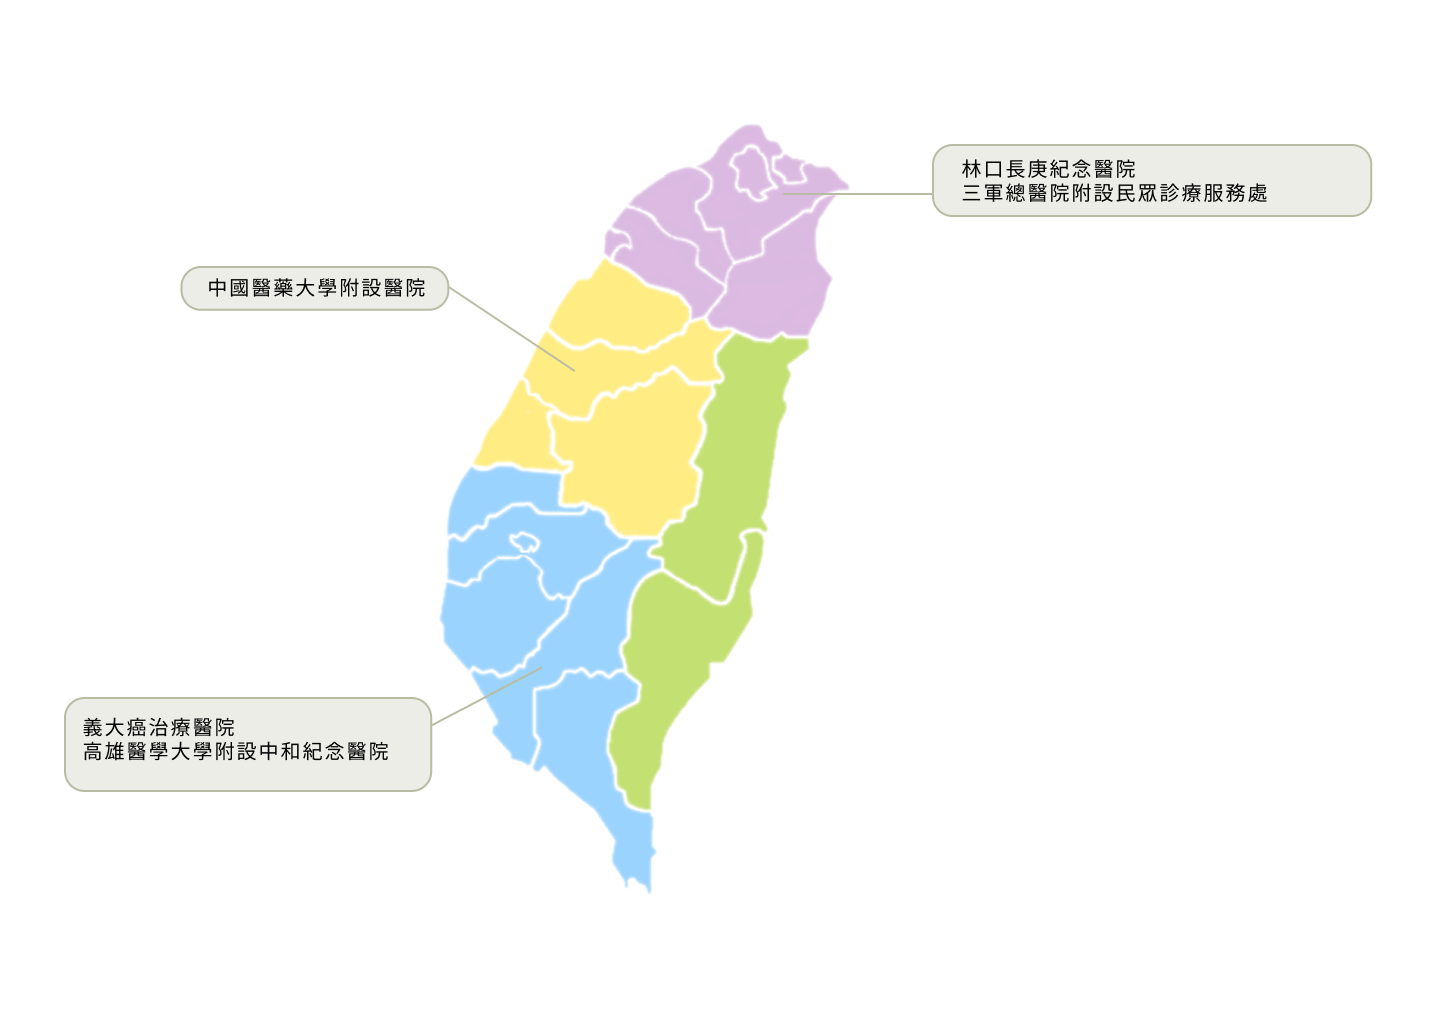 林口長庚紀念醫院
三軍總醫院附設民眾診療服務處
中國醫藥大學附設醫院
義大癌治療醫院
高雄醫學大學附設中和紀念醫院